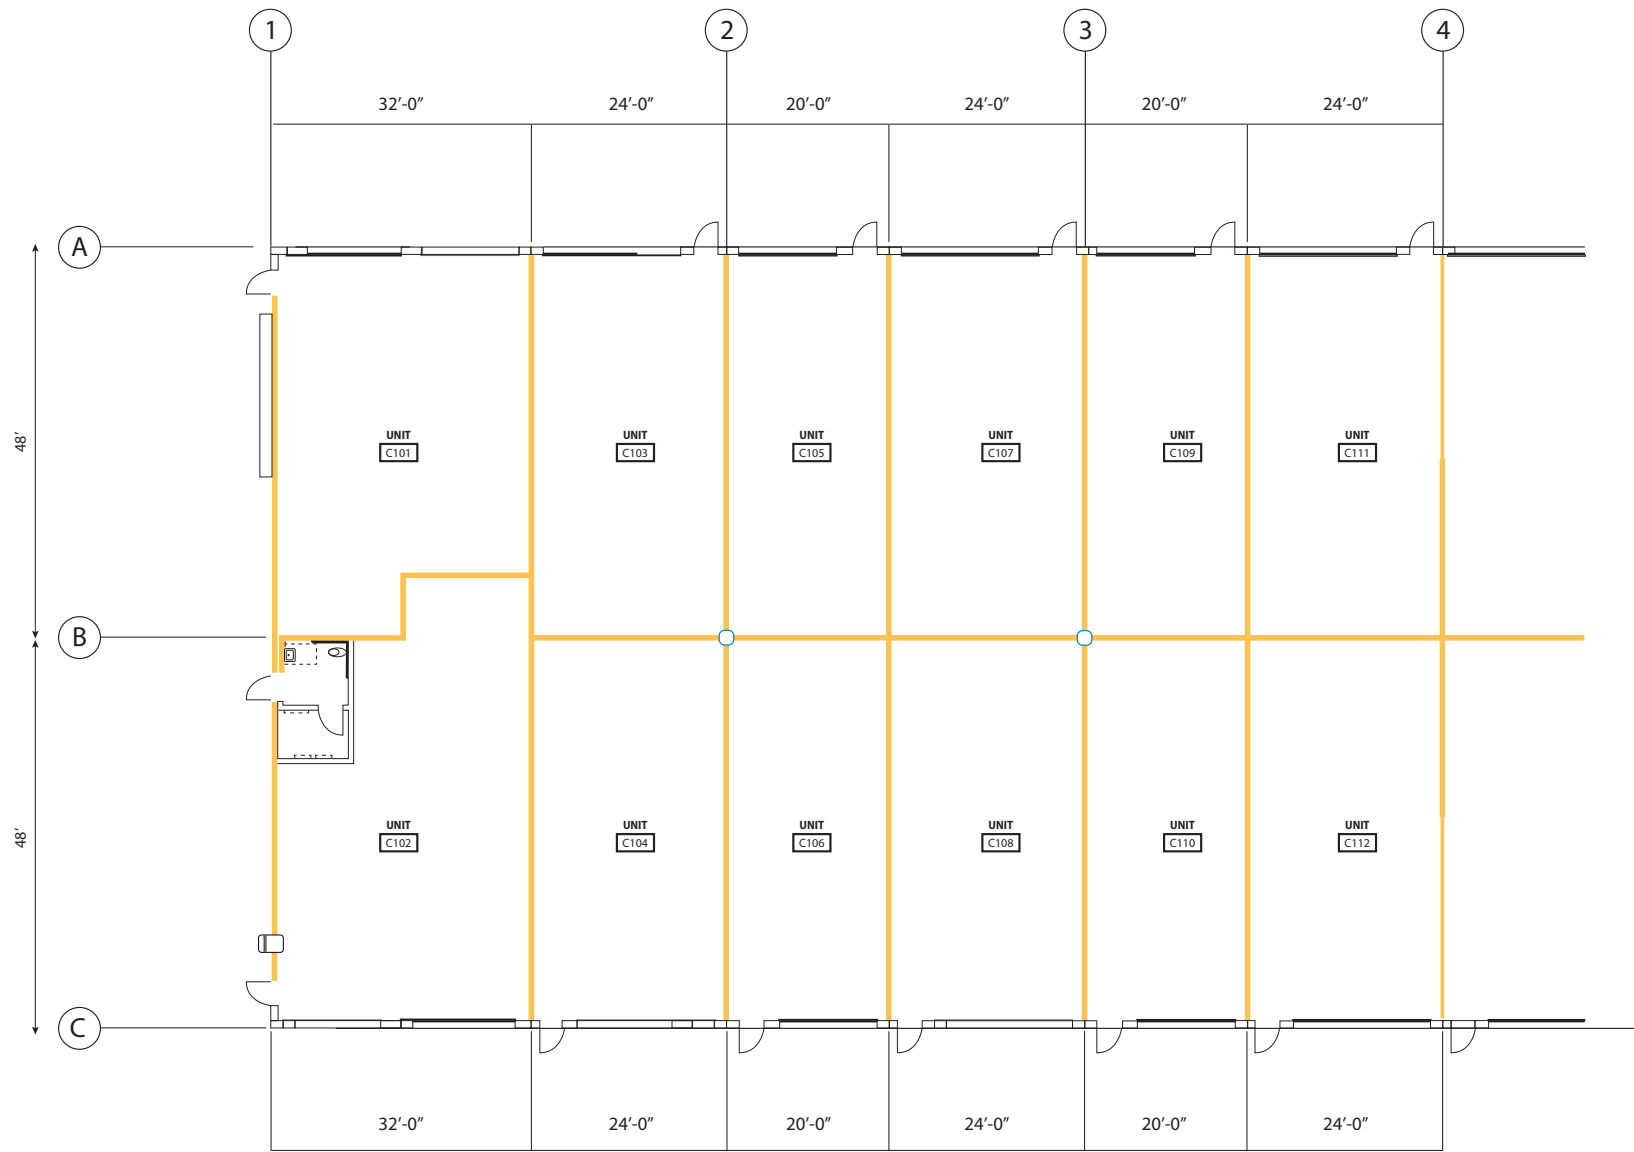 1 2 3 4
32′-0″ 24′-0″ 20′-0″ 24′-0″ 20′-0″ 24′-0″
A
48′
UNIT UNIT UNIT UNIT UNIT UNIT
C101 C103 C105 C107 C109 C111
B
48′
UNIT UNIT UNIT UNIT UNIT UNIT
C102 C104 C106 C108 C110 C112
C
32′-0″ 24′-0″ 20′-0″ 24′-0″ 20′-0″ 24′-0″